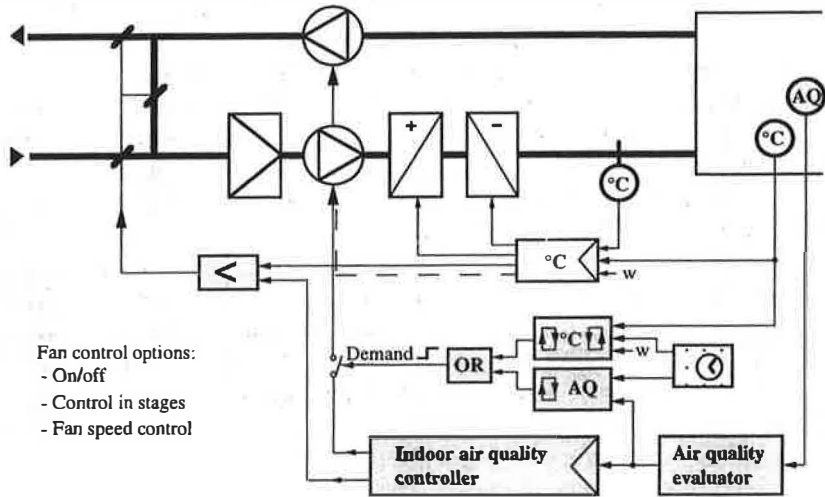 AQ
°C
+
−
°C
°C
w
<
Fan control options:
- On/off
- Control in stages
- Fan speed control
Demand
OR
°C
w
AQ
Indoor air quality
controller
Air quality
evaluator